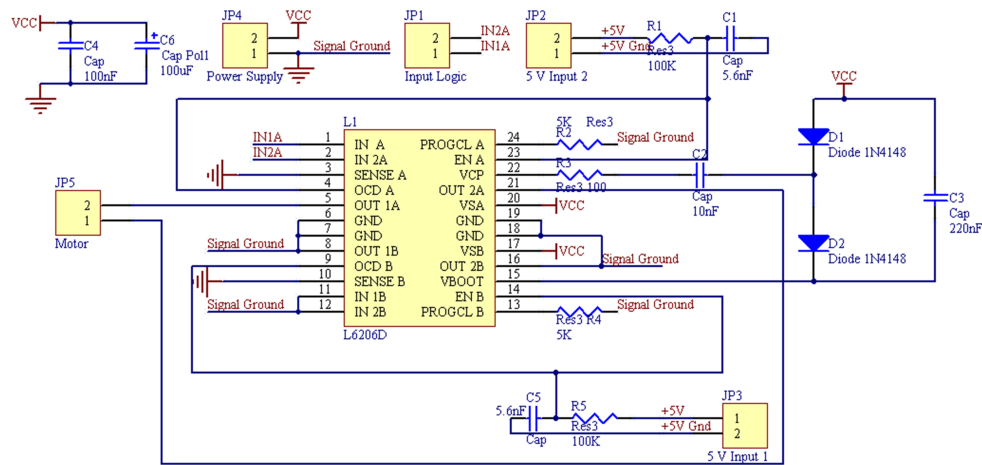 VCC
C4
Cap
100nF
C6
Cap Poll
100uF
JP4
2
1
Power Supply
VCC
Signal Ground
JP1
2
1
Input Logic
IN2A
IN1A
JP2
2
1
5 V Input 2
+5V
+5V Gnd
R1
Res3
100K
C1
Cap
5.6nF
VCC
D1
Diode 1N4148
D2
Diode 1N4148
C3
Cap
220nF
L1
IN1A 1 IN A
IN2A 2 IN 2A
3 SENSE A
4 OCD A
5 OUT 1A
6 GND
7 GND
Signal Ground 8 OUT 1B
9 OCD B
10 SENSE B
11 IN 1B
Signal Ground 12 IN 2B
PROGCL A 24
EN A 23
VCP 22
OUT 2A 21
VSA 20 VCC
GND 19
GND 18
VSB 17 VCC
OUT 2B 16 Signal Ground
VBOOT 15
EN B 14
PROGCL B 13
L6206D
5K Res3
R2
Signal Ground
R3
Res3 100
C2
Cap
10nF
Signal Ground
Res3 R4
5K
JP5
2
1
Motor
C5
5.6nF
Cap
R5
Res3
100K
+5V
+5V Gnd
JP3
1
2
5 V Input 1